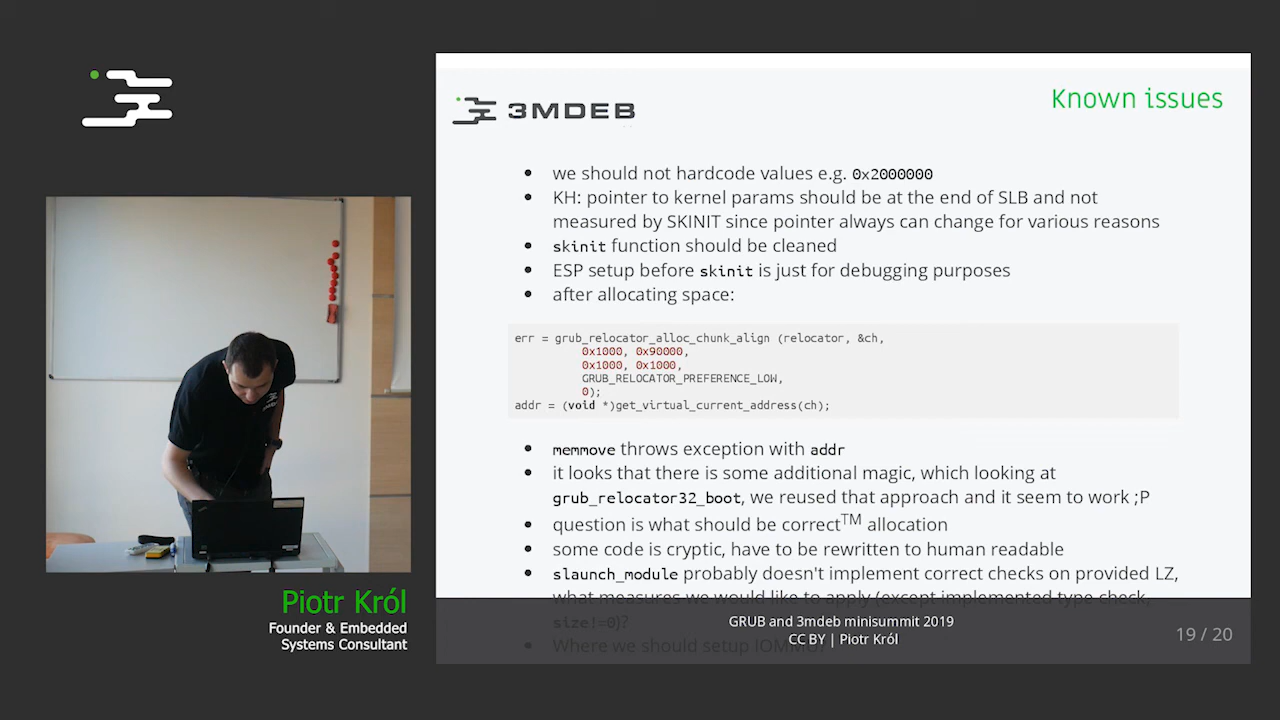 3MDEB
Known issues
we should not hardcode values e.g. 0x2000000
KH: pointer to kernel params should be at the end of SLB and not
measured by SKINIT since pointer always can change for various reasons
skinit function should be cleaned
ESP setup before skinit is just for debugging purposes
after allocating space:
err = grub_relocator_alloc_chunk_align (relocator, &ch,
0x1000, 0x90000,
0x1000, 0x1000,
GRUB_RELOCATOR_PREFERENCE_LOW,
0);
addr = (void *)get_virtual_current_address(ch);
memmove throws exception with addr
it looks that there is some additional magic, which looking at
grub_relocator32_boot, we reused that approach and it seem to work ;P
question is what should be correctTM allocation
some code is cryptic, have to be rewritten to human readable
slaunch_module probably doesn't implement correct checks on provided LZ,
what measures we would like to apply (except implemented type check,
size!=0)?
Where we should setup IOMMU?
GRUB and 3mdeb minisummit 2019
CC BY | Piotr Król
19 / 20
Piotr Król
Founder & Embedded
Systems Consultant